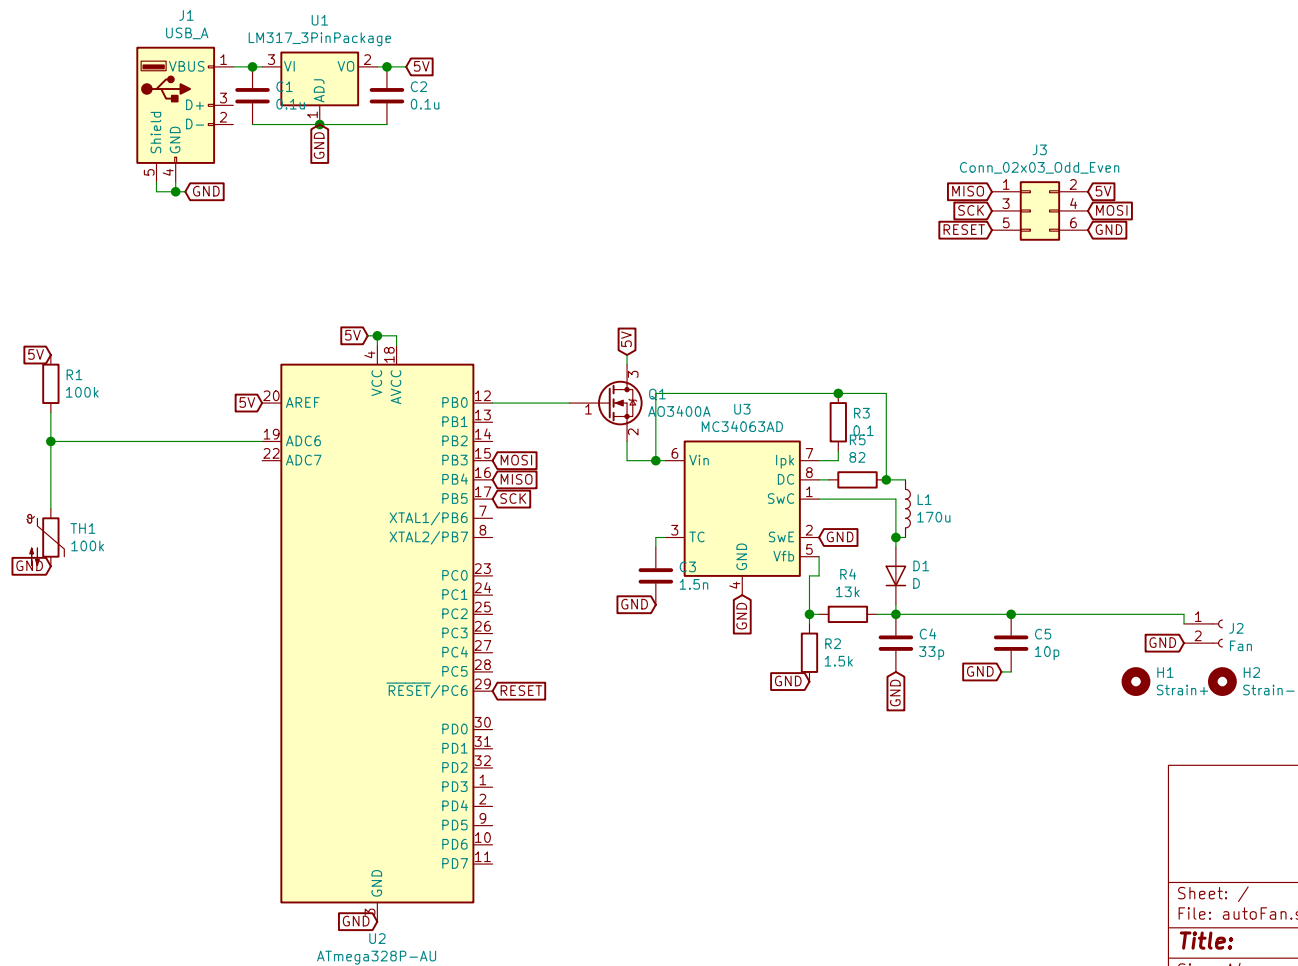 J1
USB_A
VBUS 1
D+ 3
D- 2
Shield
GND
5
4
GND
U1
LM317_3PinPackage
3 VI
VO 2
ADJ
1
GND
C1
0.1u
C2
0.1u
5V
J3
Conn_02x03_Odd_Even
MISO 1 2 5V
SCK 3 4 MOSI
RESET 5 6 GND
5V
R1
100k
TH1
100k
GND
5V
4
18
VCC
AVCC
5V 20 AREF
19 ADC6
22 ADC7
PB0 12
PB1 13
PB2 14
PB3 15 MOSI
PB4 16 MISO
PB5 17 SCK
XTAL1/PB6 7
XTAL2/PB7 8
PC0 23
PC1 24
PC2 25
PC3 26
PC4 27
PC5 28
RESET/PC6 29 RESET
PD0 30
PD1 31
PD2 32
PD3 1
PD4 2
PD5 9
PD6 10
PD7 11
GND
3
GND
U2
ATmega328P-AU
5V
3
1
2
Q1
AO3400A
U3
MC34063AD
6 Vin
Ipk 7
DC 8
SwC 1
3 TC
SwE 2 GND
Vfb 5
GND
4
GND
R3
0.1
R5
82
L1
170u
C3
1.5n
GND
D1
D
R4
13k
R2
1.5k
GND
C4
33p
GND
C5
10p
GND
1
GND 2
J2
Fan
H1
Strain+
H2
Strain-
Sheet: /
File: autoFan.s
Title: